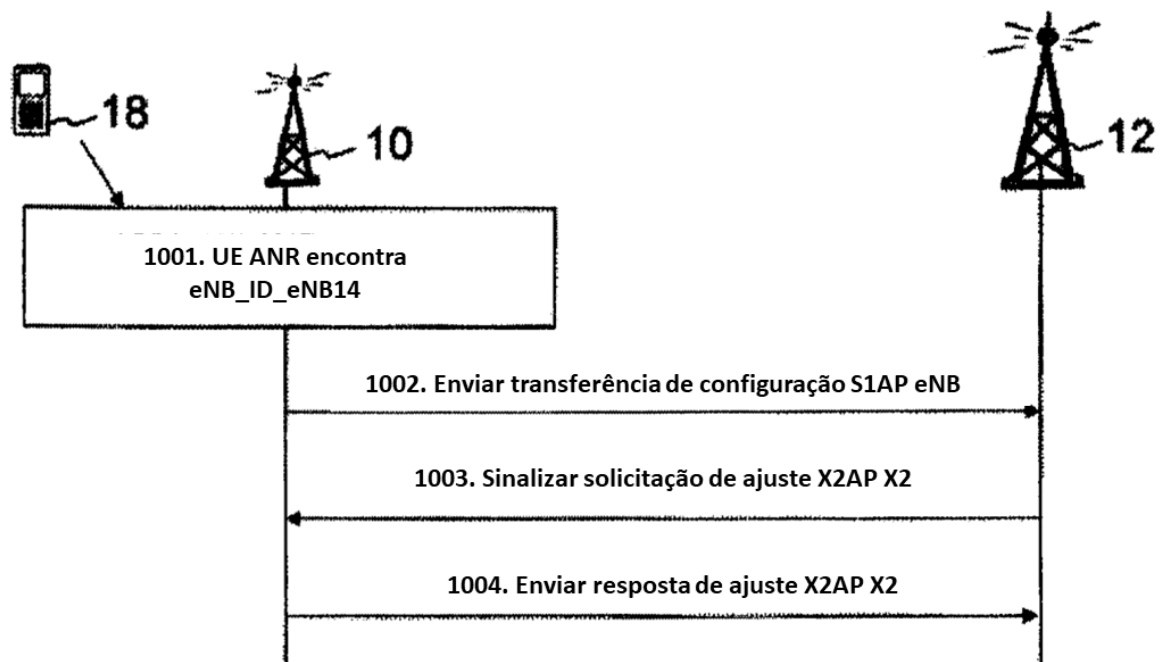 18
10
12
1001. UE ANR encontra
eNB_ID_eNB14
1002. Enviar transferência de configuração S1AP eNB
1003. Sinalizar solicitação de ajuste X2AP X2
1004. Enviar resposta de ajuste X2AP X2